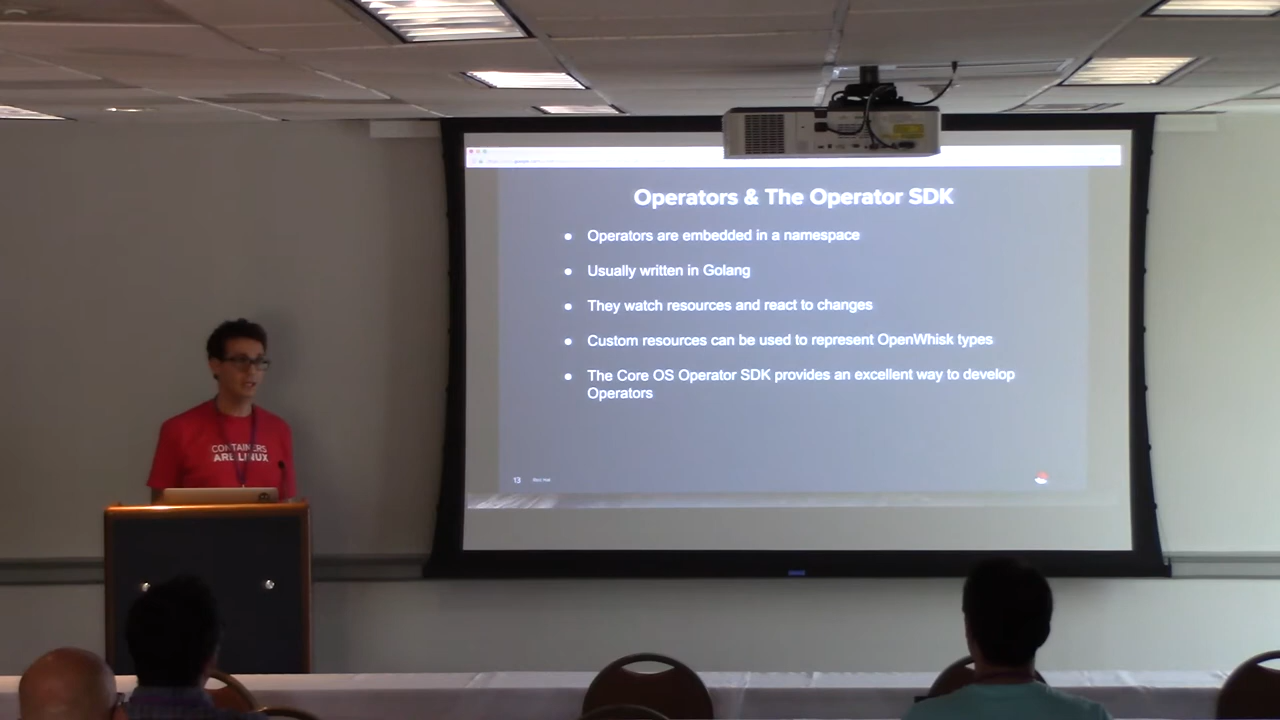 Operators & The Operator SDK
● Operators are embedded in a namespace
● Usually written in Golang
● They watch resources and react to changes
● Custom resources can be used to represent OpenWhisk types
● The Core OS Operator SDK provides an excellent way to develop
Operators
13
CONTAINERS
ARE LINUX